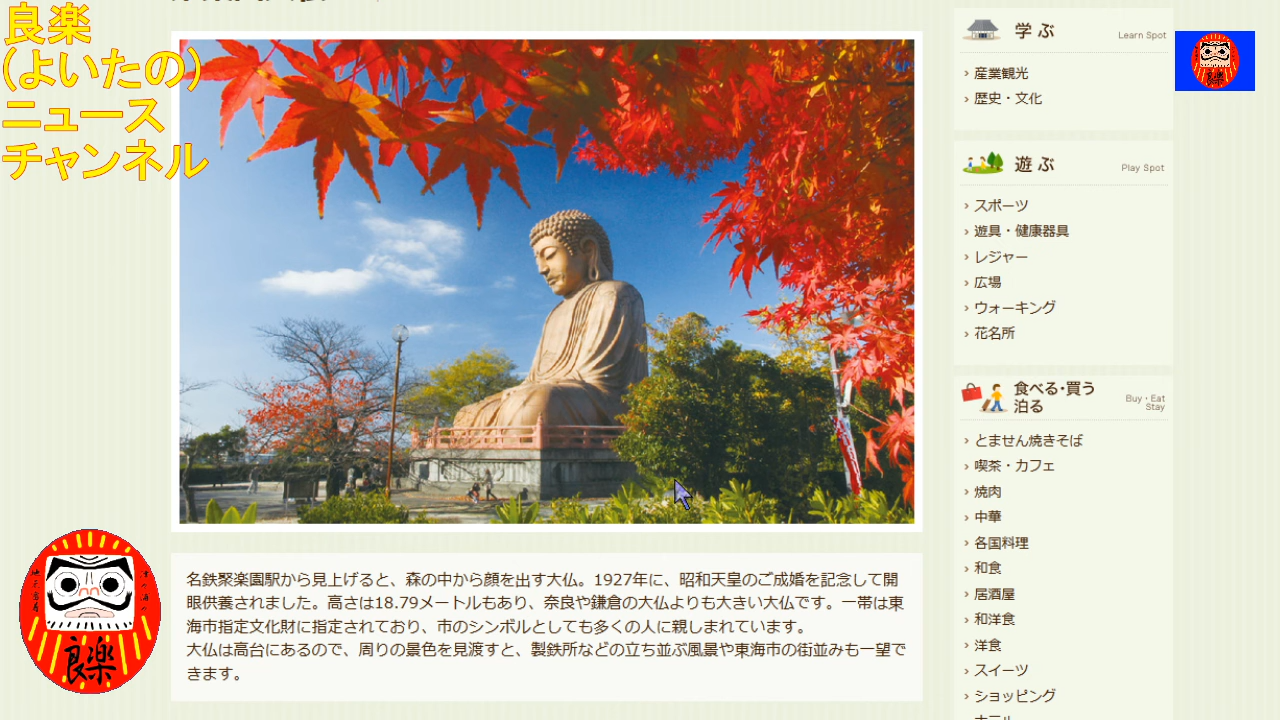 良楽
(よいたの)
ニュース
チャンネル
良楽
名鉄聚楽園駅から見上げると、森の中から顔を出す大仏。1927年に、昭和天皇のご成婚を記念して開
眼供養されました。高さは18.79メートルもあり、奈良や鎌倉の大仏よりも大きい大仏です。一帯は東
海市指定文化財に指定されており、市のシンボルとしても多くの人に親しまれています。
大仏は高台にあるので、周りの景色を見渡すと、製鉄所などの立ち並ぶ風景や東海市の街並みも一望で
きます。
学ぶ
Learn Spot
› 産業観光
› 歴史・文化
遊ぶ
Play Spot
› スポーツ
› 遊具・健康器具
› レジャー
› 広場
› ウォーキング
› 花名所
食べる・買う
泊る
Buy・Eat
Stay
› とません焼きそば
› 喫茶・カフェ
› 焼肉
› 中華
› 各国料理
› 和食
› 居酒屋
› 和洋食
› 洋食
› スイーツ
› ショッピング
良楽